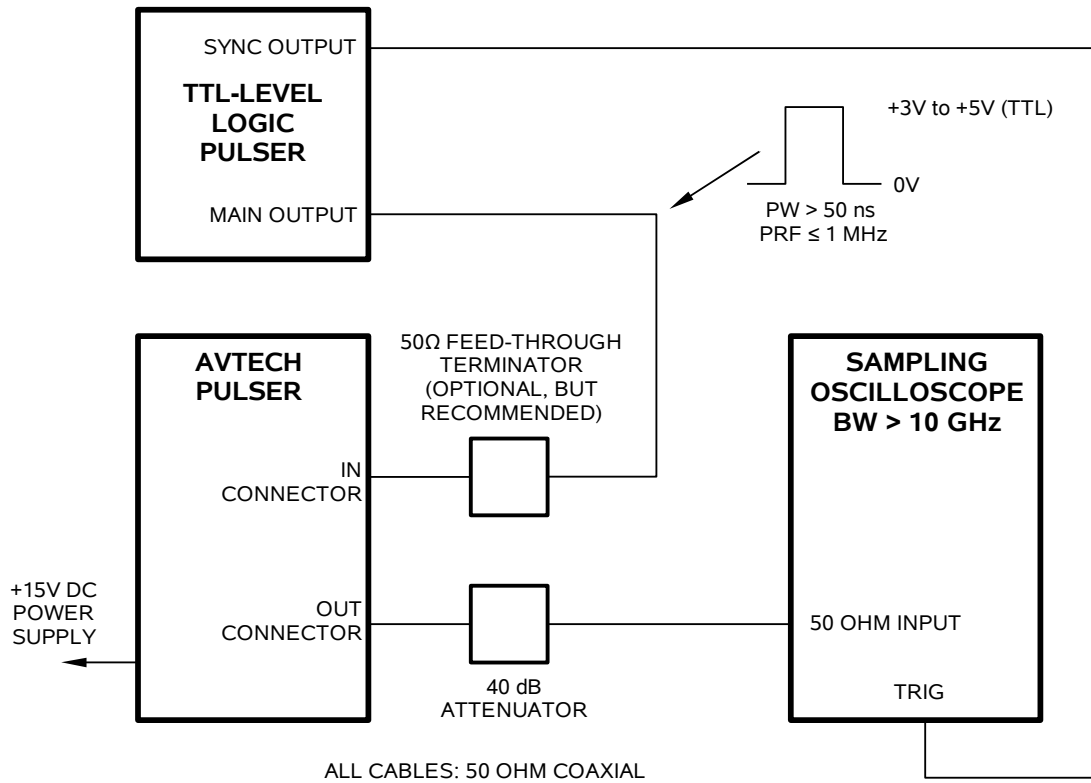 SYNC OUTPUT
TTL-LEVEL
LOGIC
PULSER
MAIN OUTPUT
+3V to +5V (TTL)
0V
PW > 50 ns
PRF ≤ 1 MHz
AVTECH
PULSER
50Ω FEED-THROUGH
TERMINATOR
(OPTIONAL, BUT
RECOMMENDED)
SAMPLING
OSCILLOSCOPE
BW > 10 GHz
IN
CONNECTOR
+15V DC
POWER
SUPPLY
OUT
CONNECTOR
40 dB
ATTENUATOR
50 OHM INPUT
TRIG
ALL CABLES: 50 OHM COAXIAL